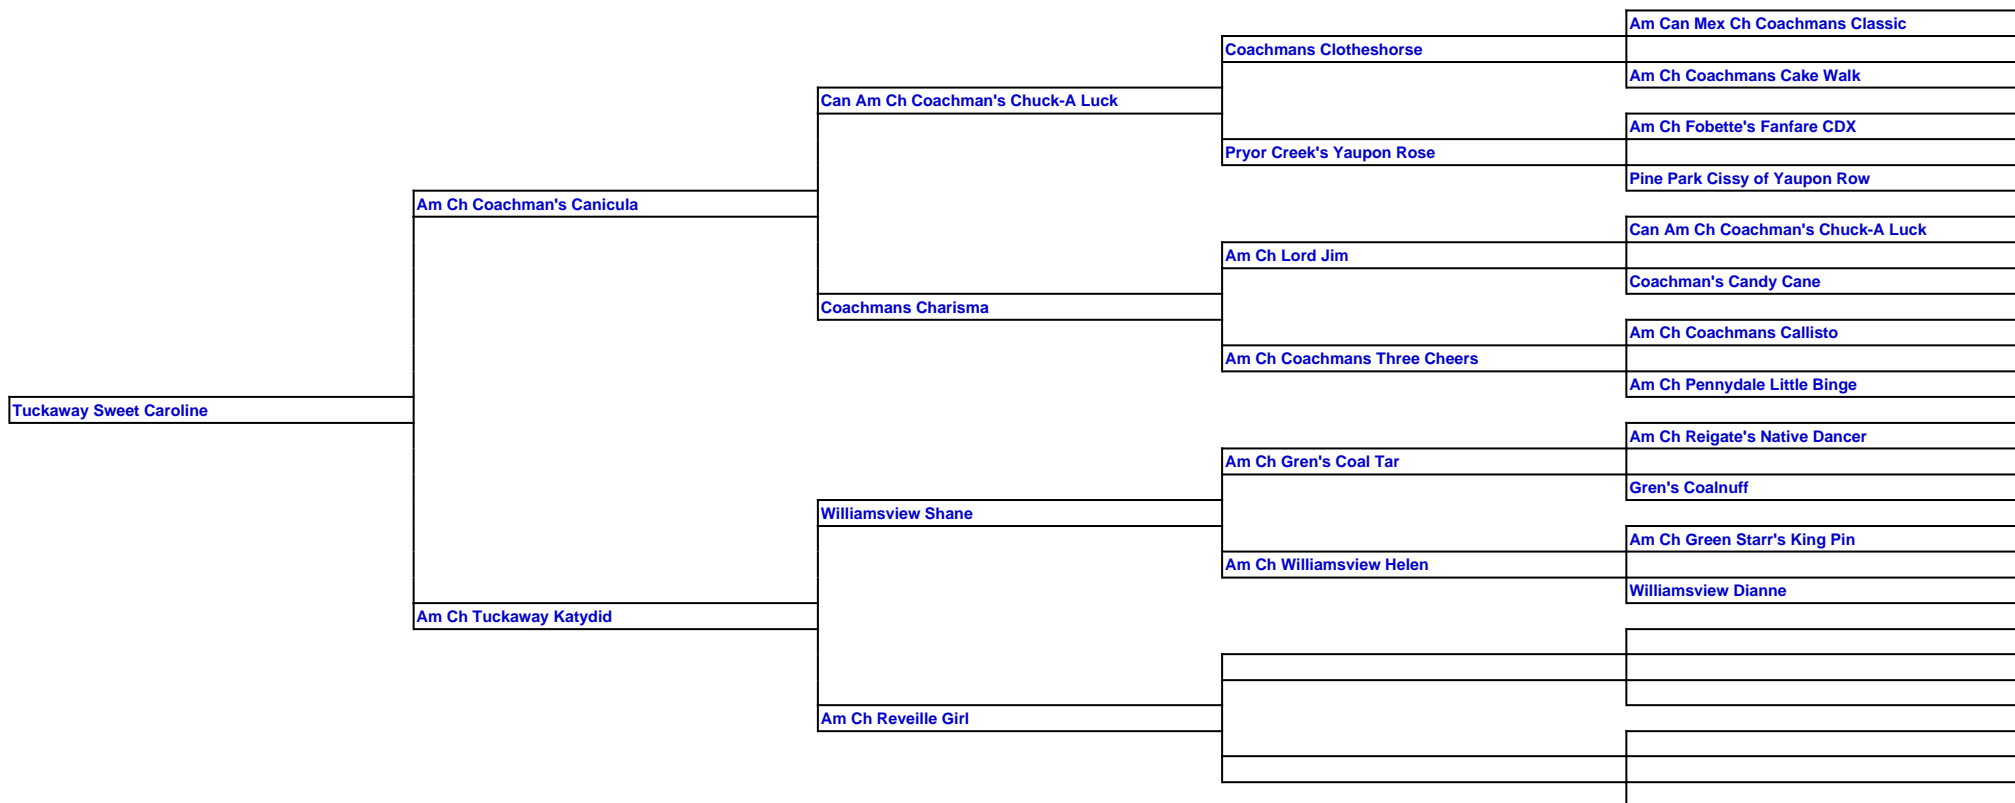 Am Can Mex Ch Coachmans Classic
Coachmans Clotheshorse
Am Ch Coachmans Cake Walk
Can Am Ch Coachman's Chuck-A Luck
Am Ch Fobette's Fanfare CDX
Pryor Creek's Yaupon Rose
Pine Park Cissy of Yaupon Row
Am Ch Coachman's Canicula
Can Am Ch Coachman's Chuck-A Luck
Am Ch Lord Jim
Coachman's Candy Cane
Coachmans Charisma
Am Ch Coachmans Callisto
Am Ch Coachmans Three Cheers
Am Ch Pennydale Little Binge
Tuckaway Sweet Caroline
Am Ch Reigate's Native Dancer
Am Ch Gren's Coal Tar
Gren's Coalnuff
Williamsview Shane
Am Ch Green Starr's King Pin
Am Ch Williamsview Helen
Williamsview Dianne
Am Ch Tuckaway Katydid
Am Ch Reveille Girl